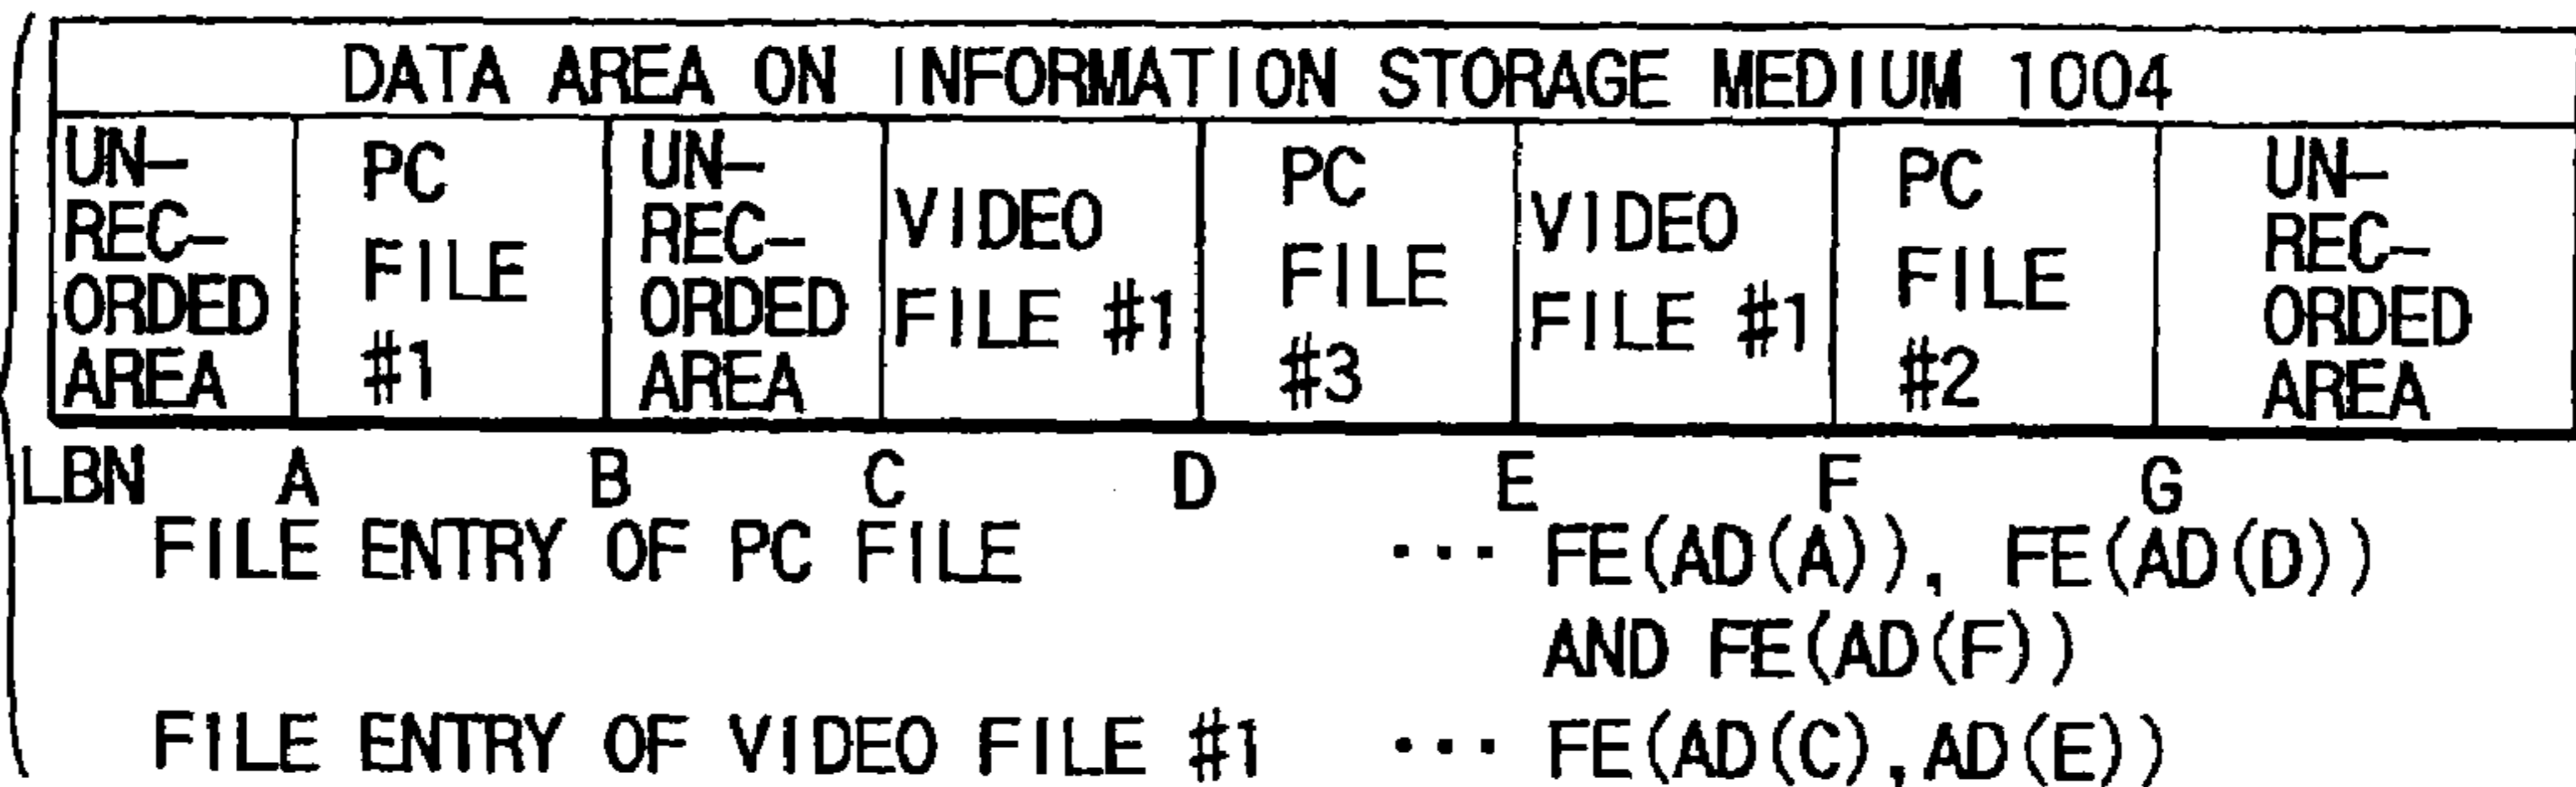 DATA AREA ON INFORMATION STORAGE MEDIUM 1004
UN-
REC-
ORDED
AREA
PC
FILE
#1
UN-
REC-
ORDED
AREA
VIDEO
FILE #1
PC
FILE
#3
VIDEO
FILE #1
PC
FILE
#2
UN-
REC-
ORDED
AREA
LBN A B C D E F G
FILE ENTRY OF PC FILE ··· FE(AD(A)), FE(AD(D))
AND FE(AD(F))
FILE ENTRY OF VIDEO FILE #1 ··· FE(AD(C),AD(E))